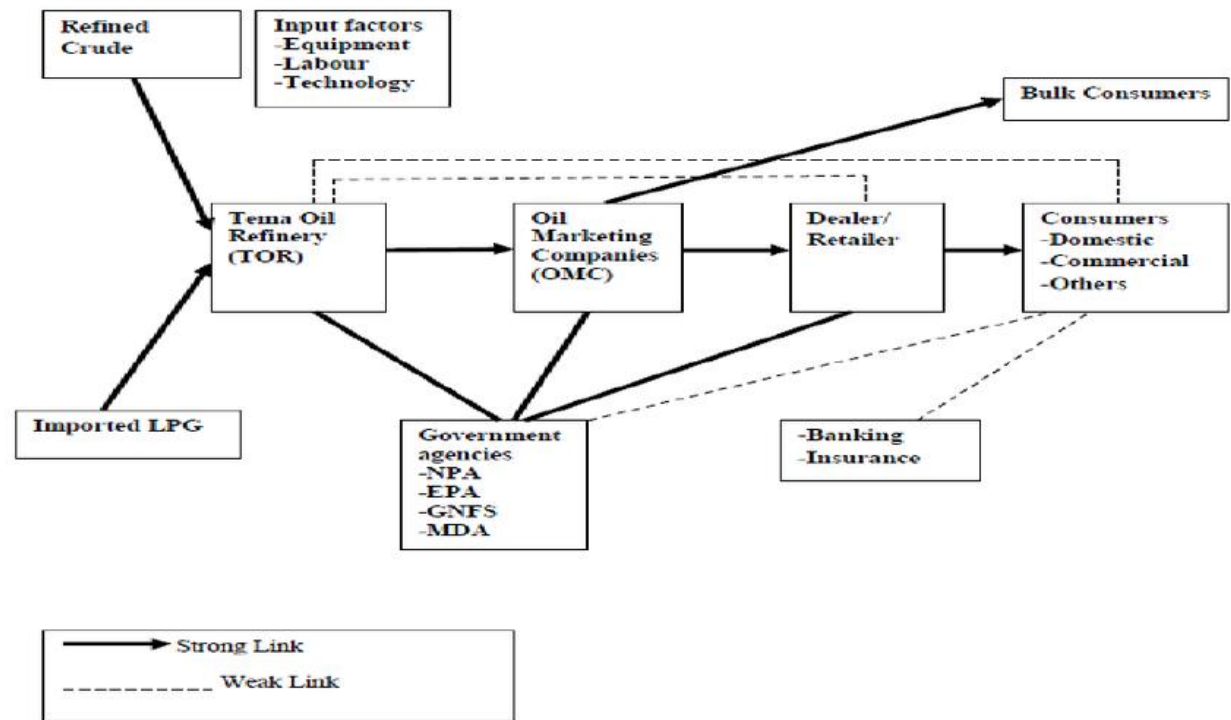 Refined
Crude
Input factors
-Equipment
-Labour
-Technology
Bulk Consumers
Tema Oil
Refinery
(TOR)
Oil
Marketing
Companies
(OMC)
Dealer/
Retailer
Consumers
-Domestic
-Commercial
-Others
Imported LPG
Government
agencies
-NPA
-EPA
-GNFS
-MDA
-Banking
-Insurance
Strong Link
Weak Link